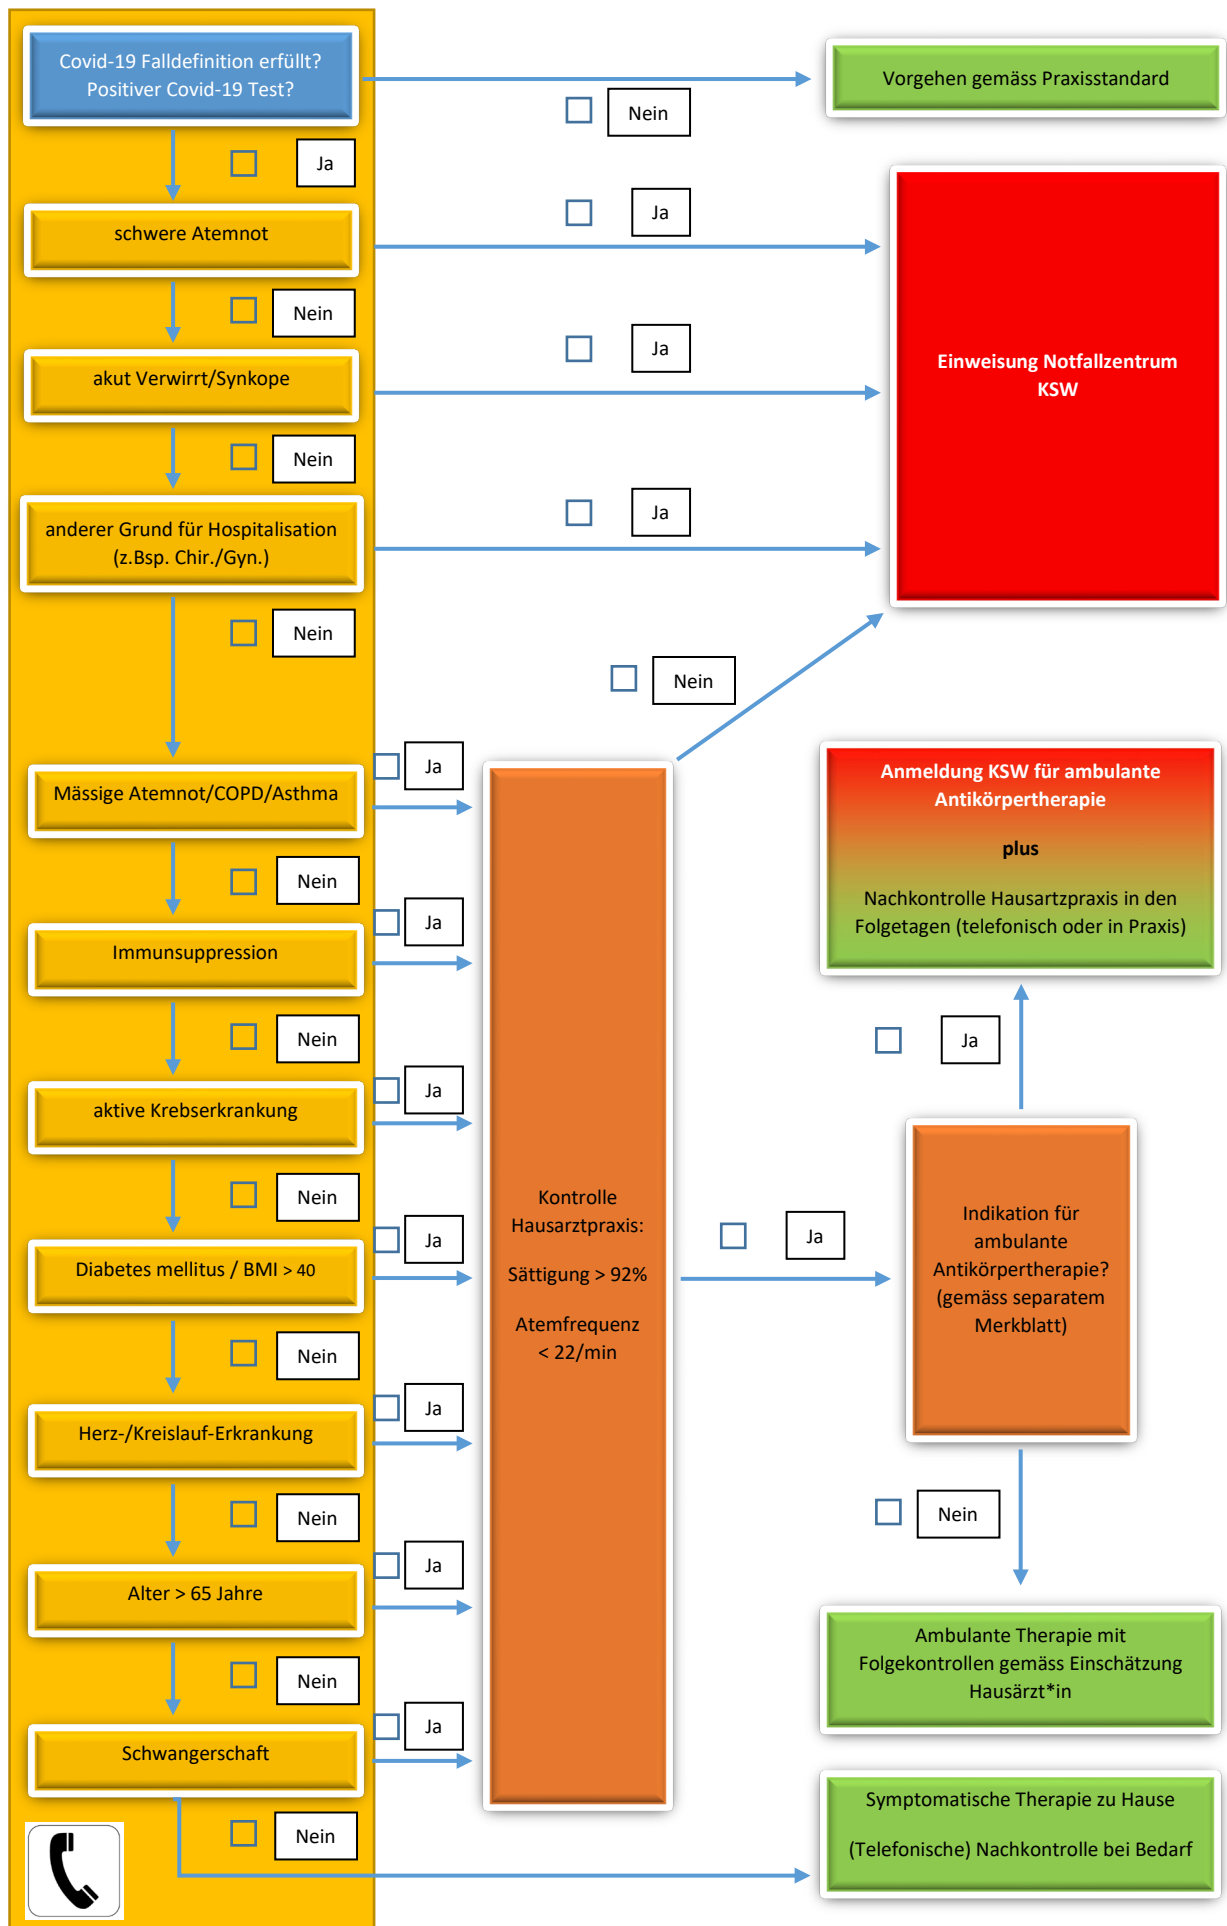 Covid-19 Falldefinition erfüllt?
Positiver Covid-19 Test?
Nein
Vorgehen gemäss Praxisstandard
Ja
schwere Atemnot
Ja
Nein
akut Verwirrt/Synkope
Ja
Einweisung Notfallzentrum
KSW
Nein
anderer Grund für Hospitalisation
(z.Bsp. Chir./Gyn.)
Ja
Nein
Nein
Mässige Atemnot/COPD/Asthma
Ja
Nein
Immunsuppression
Ja
Nein
aktive Krebserkrankung
Ja
Nein
Diabetes mellitus / BMI > 40
Ja
Nein
Herz-/Kreislauf-Erkrankung
Ja
Nein
Alter > 65 Jahre
Ja
Nein
Schwangerschaft
Ja
Nein
Kontrolle
Hausarztpraxis:
Sättigung > 92%
Atemfrequenz
< 22/min
Ja
Anmeldung KSW für ambulante
Antikörpertherapie
plus
Nachkontrolle Hausartzpraxis in den
Folgetagen (telefonisch oder in Praxis)
Ja
Indikation für
ambulante
Antikörpertherapie?
(gemäss separatem
Merkblatt)
Nein
Ambulante Therapie mit
Folgekontrollen gemäss Einschätzung
Hausärzt*in
Symptomatische Therapie zu Hause
(Telefonische) Nachkontrolle bei Bedarf